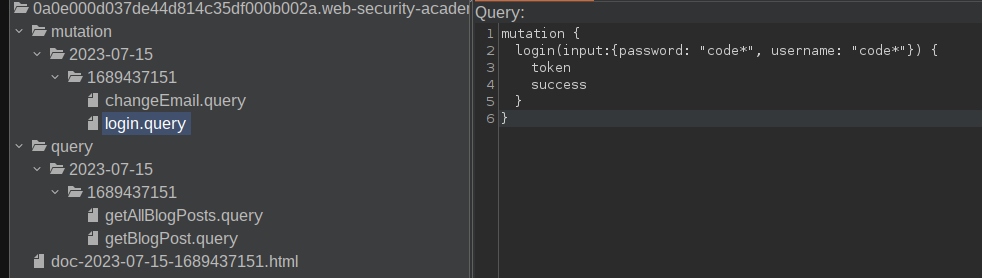 0a0e000d037de44d814c35df000b002a.web-security-acade
mutation
2023-07-15
1689437151
changeEmail.query
login.query
query
2023-07-15
1689437151
getAllBlogPosts.query
getBlogPost.query
doc-2023-07-15-1689437151.html
Query:
1 mutation {
2   login(input:{password: "code*", username: "code*"}) {
3     token
4     success
5   }
6 }